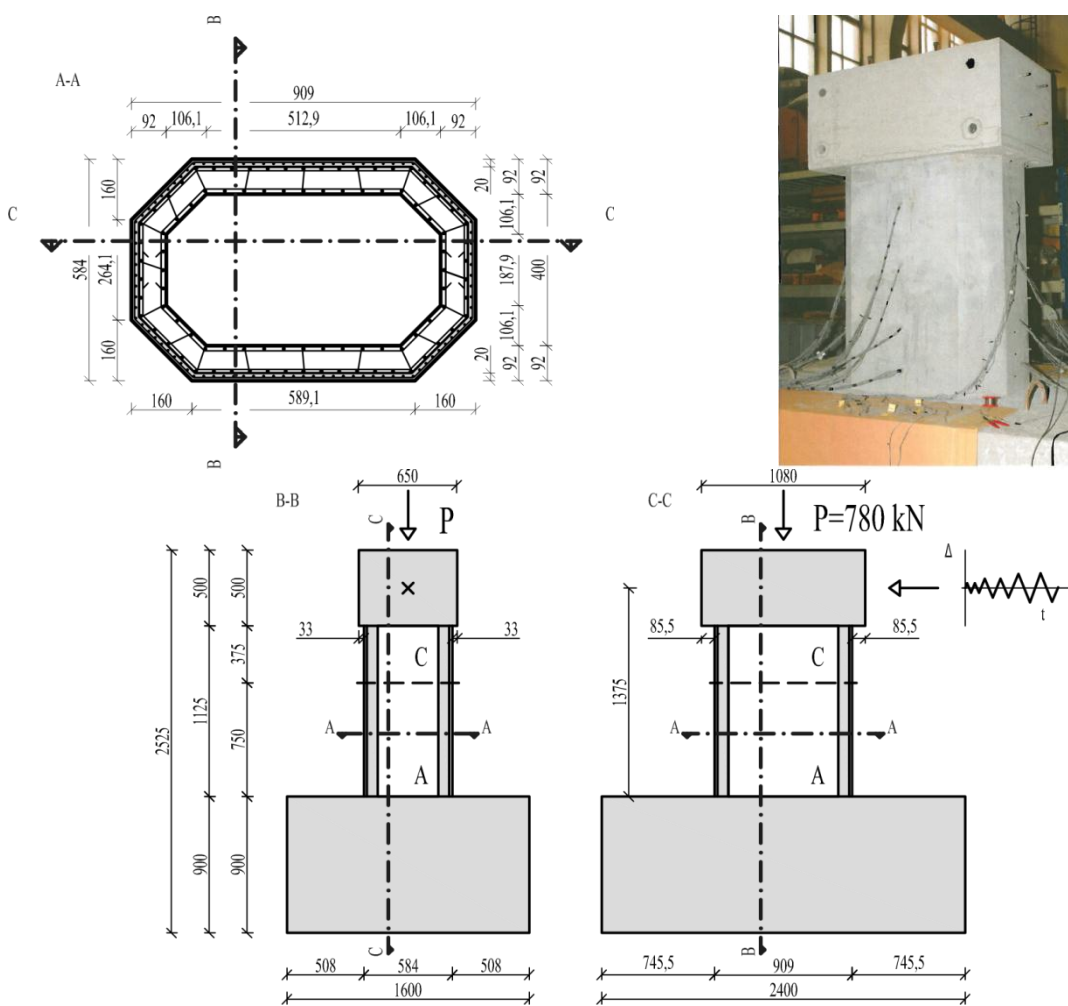 B
A-A
909
92 106,1 512,9 106,1 92
160
20
92
92
106,1
C
C
584
264,1
187,9
400
106,1
160
20
92
92
160 589,1 160
B
B-B
650
P
C
C-C
1080
P=780 kN
B
Δ
t
500
500
33
33
85,5
85,5
375
C
C
1125
1375
2525
750
A
A
A
A
A
A
900
900
C
B
508 584 508
1600
745,5 909 745,5
2400